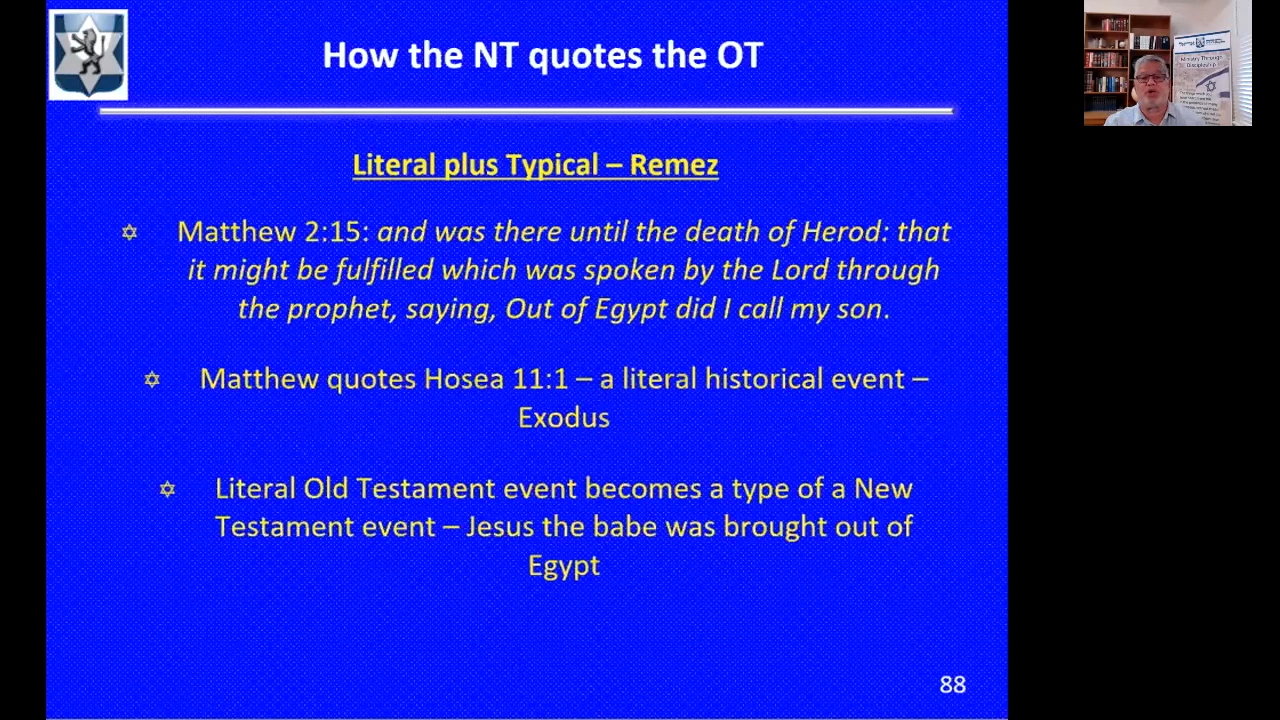 How the NT quotes the OT
Literal plus Typical – Remez
Matthew 2:15: and was there until the death of Herod: that
it might be fulfilled which was spoken by the Lord through
the prophet, saying, Out of Egypt did I call my son.
Matthew quotes Hosea 11:1 – a literal historical event –
Exodus
Literal Old Testament event becomes a type of a New
Testament event – Jesus the babe was brought out of
Egypt
88
Ministry Through
Discipleship